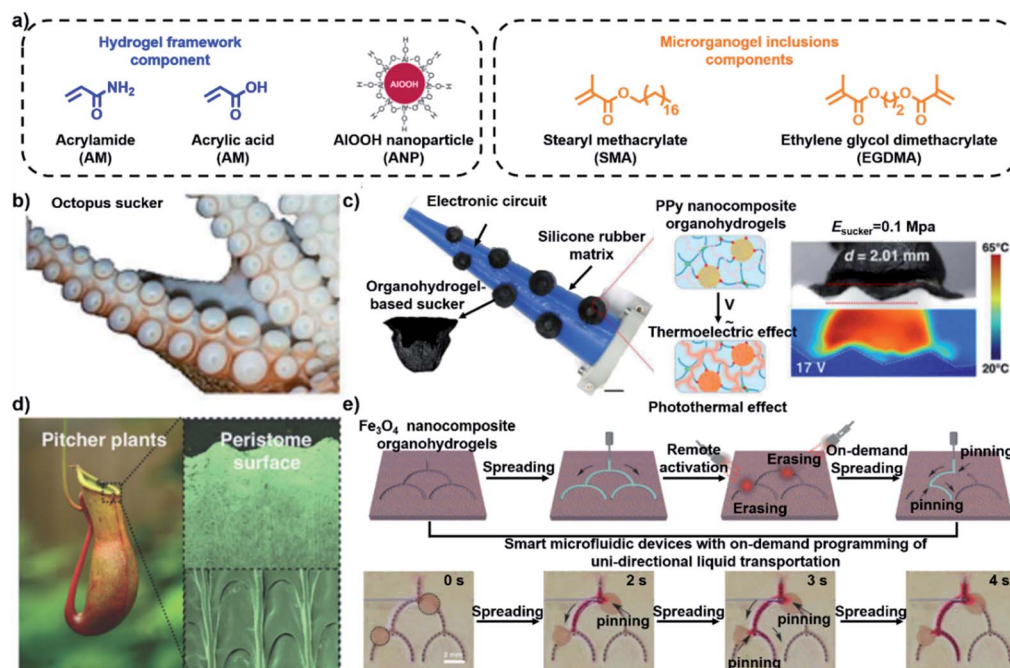 a)
Hydrogel framework
component
NH₂
O
Acrylamide
(AM)
OH
O
Acrylic acid
(AM)
AlOOH
AlOOH nanoparticle
(ANP)
Microrganogel inclusions
components
O
O
16
Stearyl methacrylate
(SMA)
O
O
2
O
O
Ethylene glycol dimethacrylate
(EGDMA)
b)
Octopus sucker
c)
Electronic circuit
Silicone rubber
matrix
Organohydrogel-
based sucker
PPy nanocomposite
organohydrogels
V
~
Thermoelectric effect
Photothermal effect
Esucker=0.1 Mpa
d = 2.01 mm
17 V
65°C
20°C
d)
Pitcher plants
Peristome
surface
e)
Fe₃O₄ nanocomposite
organohydrogels
Spreading
Remote
activation
Erasing
Erasing
On-demand
Spreading
pinning
pinning
Smart microfluidic devices with on-demand programming of
uni-directional liquid transportation
0 s
2 mm
Spreading
2 s
pinning
Spreading
3 s
pinning
pinning
Spreading
4 s